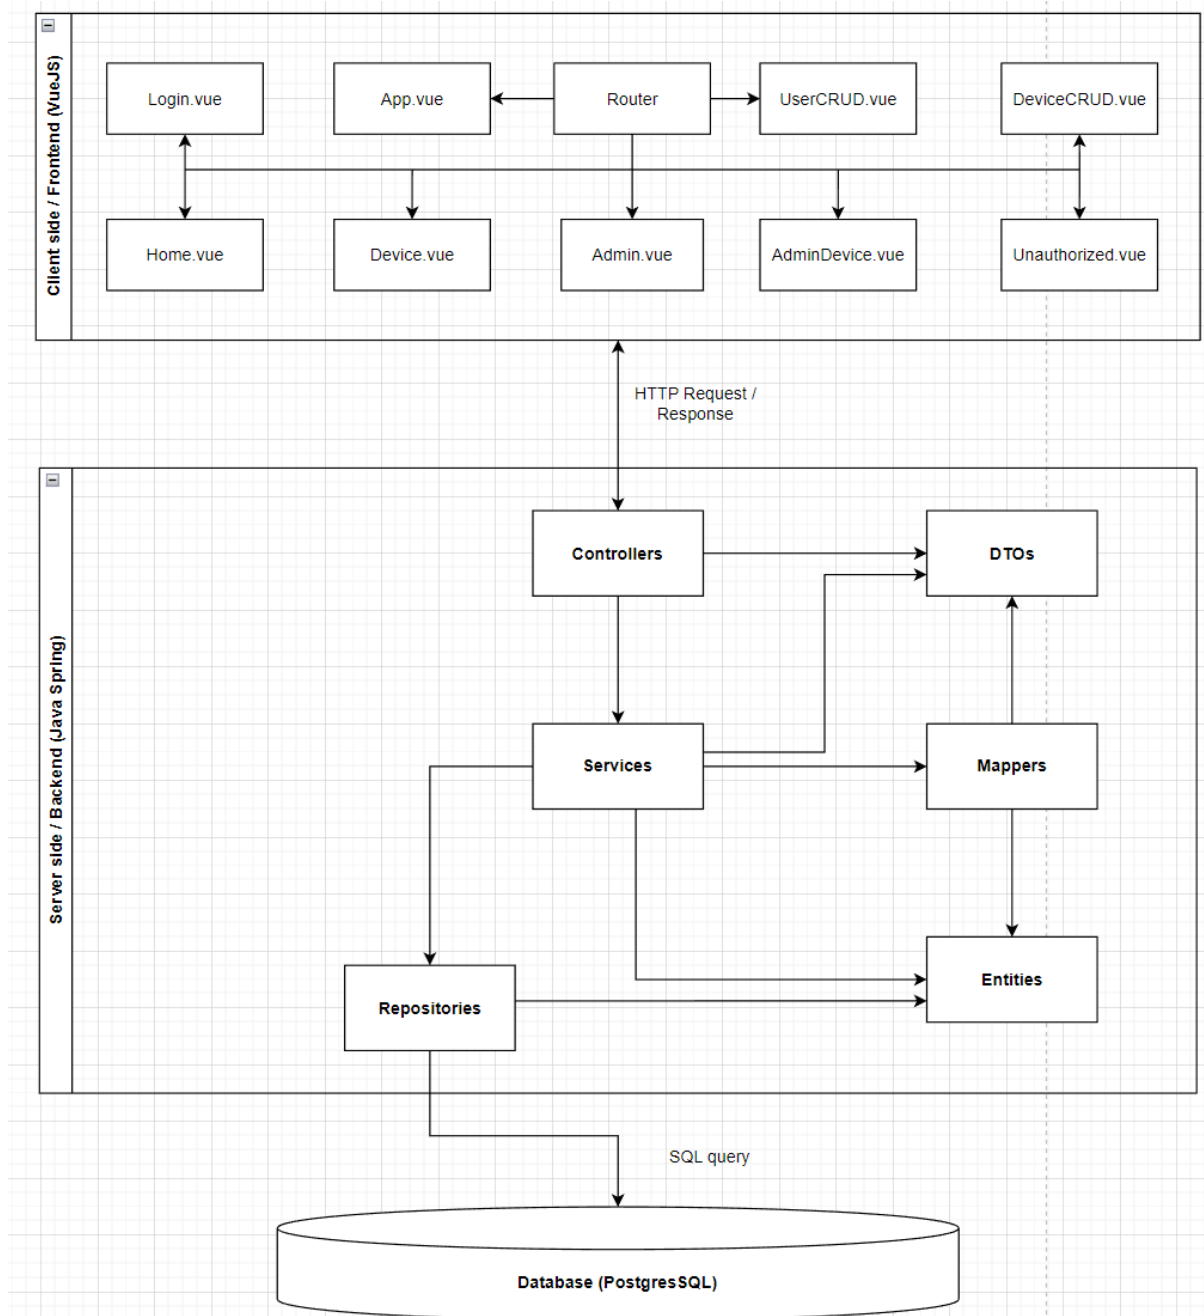 Client side / Frontend (VueJS)
Login.vue
App.vue
Router
UserCRUD.vue
DeviceCRUD.vue
Home.vue
Device.vue
Admin.vue
AdminDevice.vue
Unauthorized.vue
HTTP Request /
Response
Server side / Backend (Java Spring)
Controllers
DTOs
Services
Mappers
Repositories
Entities
SQL query
Database (PostgresSQL)